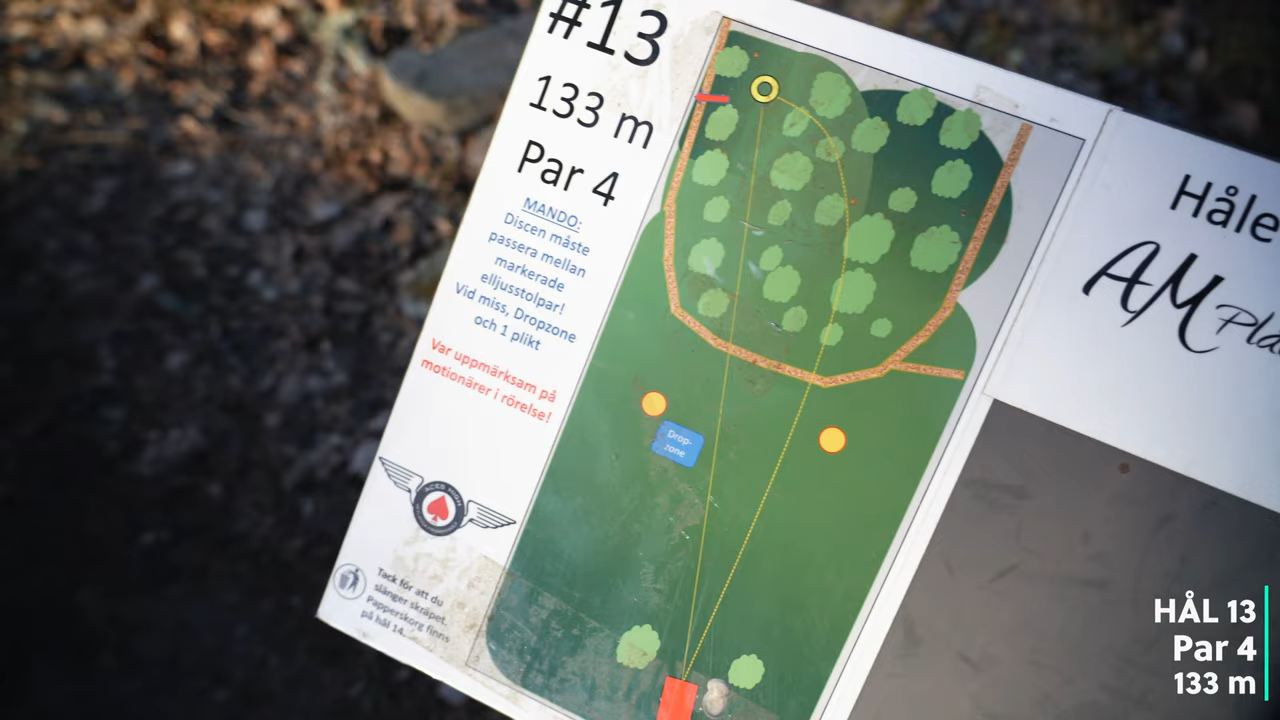 #13
133 m
Par 4
MANDO:
Discen måste
passera mellan
markerade
elljusstolpar!
Vid miss, Dropzone
och 1 plikt
Var uppmärksam på
motionärer i rörelse!
ACES HIGH
Tack för att du
slänger skräpet.
Papperskorg finns
på hål 14.
Drop-
zone
AM
HÅL 13
Par 4
133 m